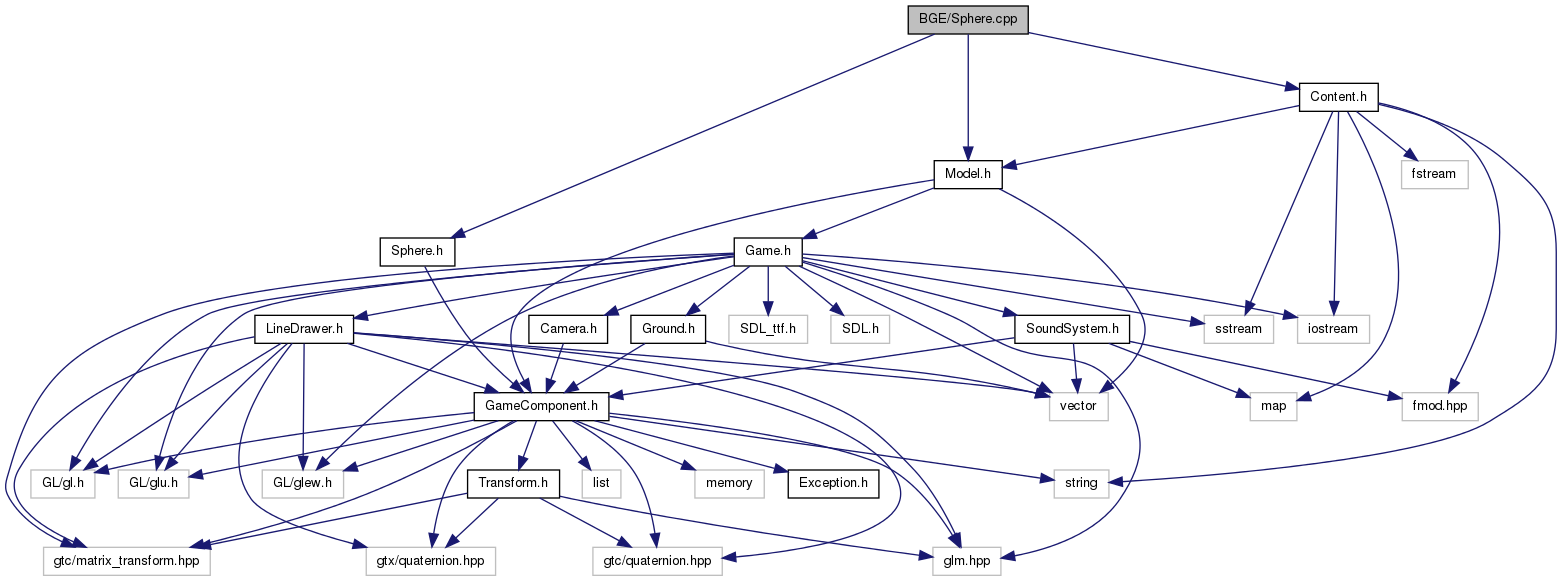 BGE/Sphere.cpp
Content.h
Model.h
fstream
Sphere.h
Game.h
LineDrawer.h
Camera.h
Ground.h
SDL_ttf.h
SDL.h
SoundSystem.h
sstream
iostream
GameComponent.h
vector
map
fmod.hpp
GL/gl.h
GL/glu.h
GL/glew.h
Transform.h
list
memory
Exception.h
string
gtc/matrix_transform.hpp
gtx/quaternion.hpp
gtc/quaternion.hpp
glm.hpp